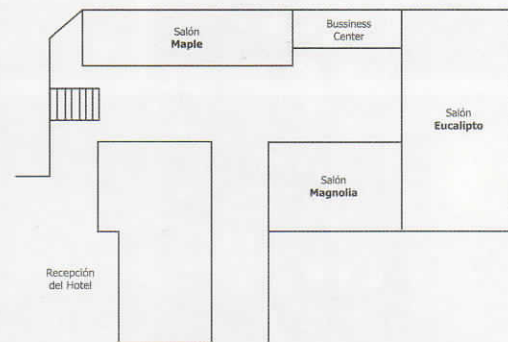 Salón
Maple
Bussiness
Center
Salón
Eucalipto
Salón
Magnolia
Recepción
del Hotel